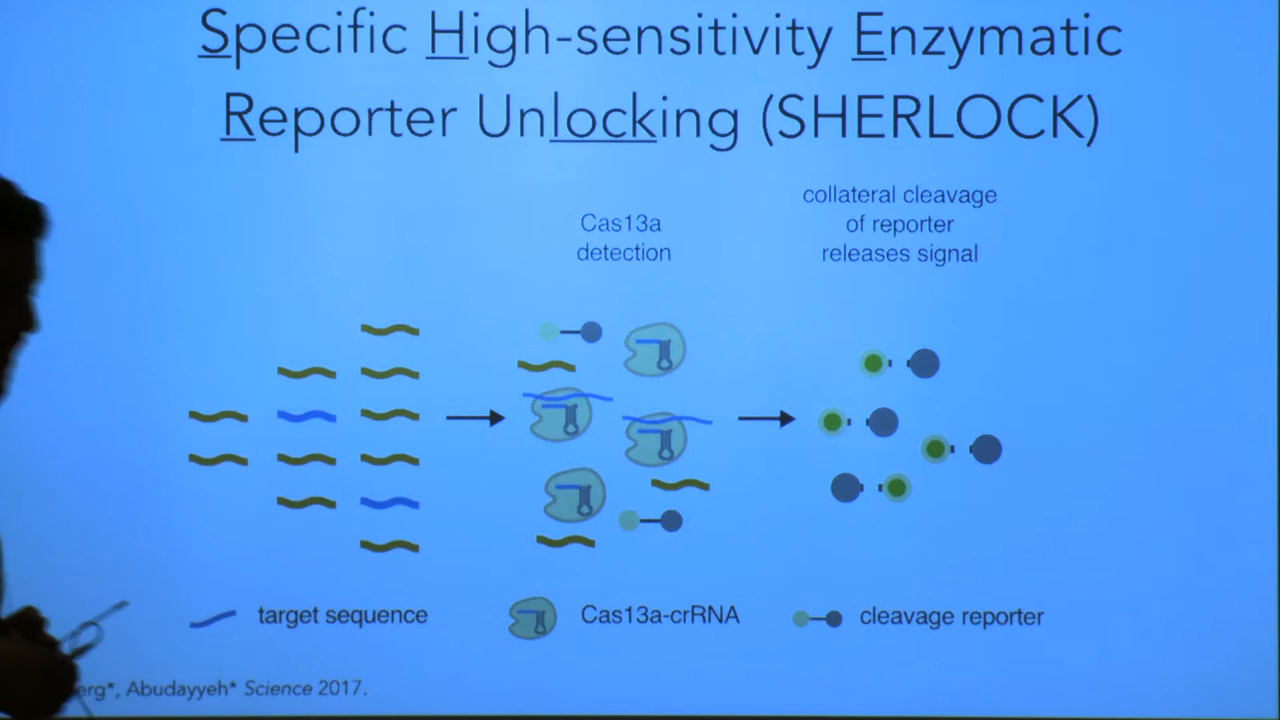 Specific High-sensitivity Enzymatic
Reporter Unlocking (SHERLOCK)
collateral cleavage
of reporter
releases signal
Cas13a
detection
target sequence
Cas13a-crRNA
cleavage reporter
Abudayyeh* Science 2017.